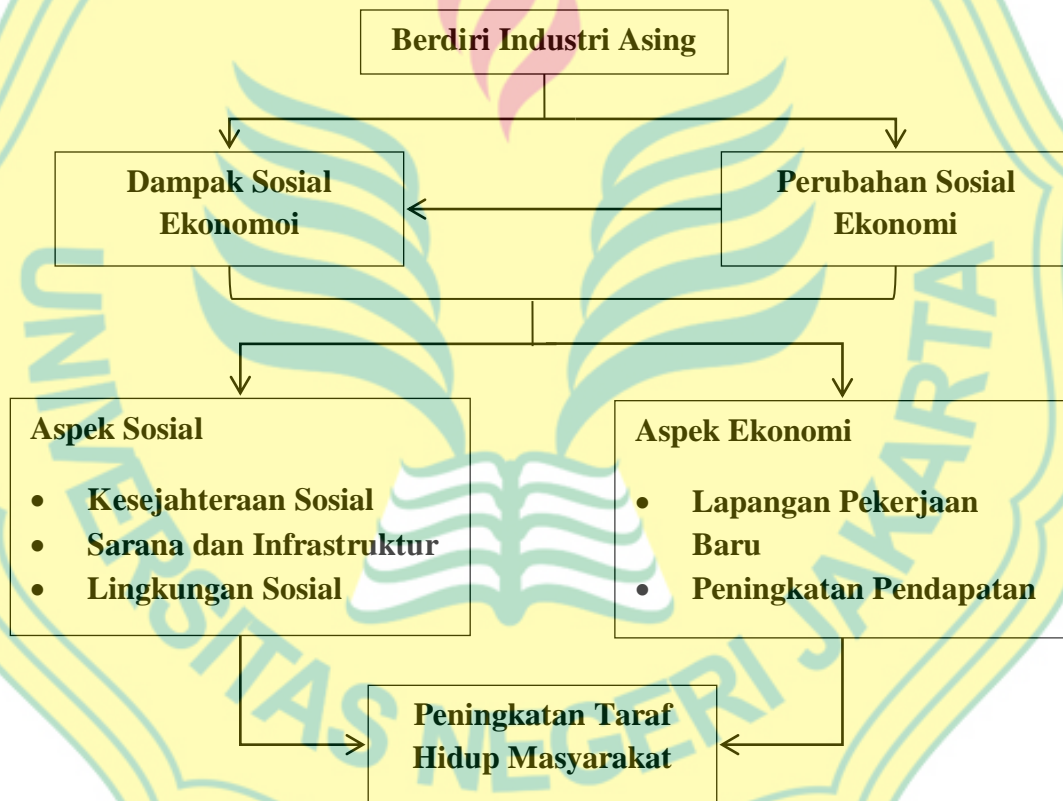 Berdiri Industri Asing
Dampak Sosial
Ekonomoi
Perubahan Sosial
Ekonomi
Aspek Sosial
• Kesejahteraan Sosial
• Sarana dan Infrastruktur
• Lingkungan Sosial
Aspek Ekonomi
• Lapangan Pekerjaan
Baru
• Peningkatan Pendapatan
Peningkatan Taraf
Hidup Masyarakat
UNIVERSITAS NEGERI JAKARTA